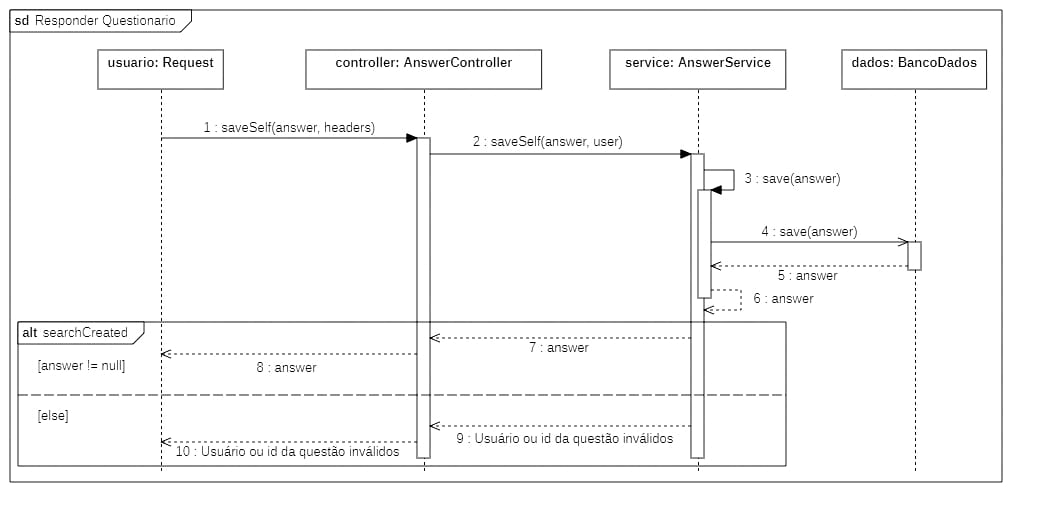 sd Responder Questionario
usuario: Request
controller: AnswerController
service: AnswerService
dados: BancoDados
1 : saveSelf(answer, headers)
2 : saveSelf(answer, user)
3 : save(answer)
4 : save(answer)
5 : answer
6 : answer
alt searchCreated
7 : answer
[answer != null]
8 : answer
[else]
9 : Usuário ou id da questão inválidos
10 : Usuário ou id da questão inválidos